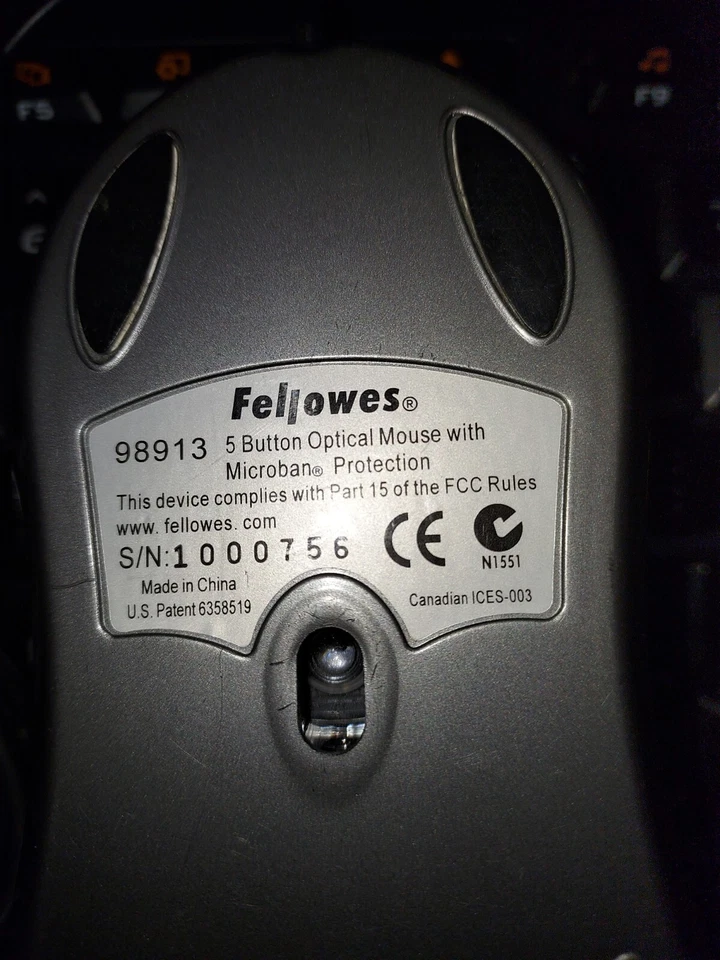 F5
F9
Fellowes®
98913 5 Button Optical Mouse with
Microban® Protection
This device complies with Part 15 of the FCC Rules
www. fellowes. com
S/N:1000756
CE
N1551
Made in China
U.S. Patent 6358519
Canadian ICES-003